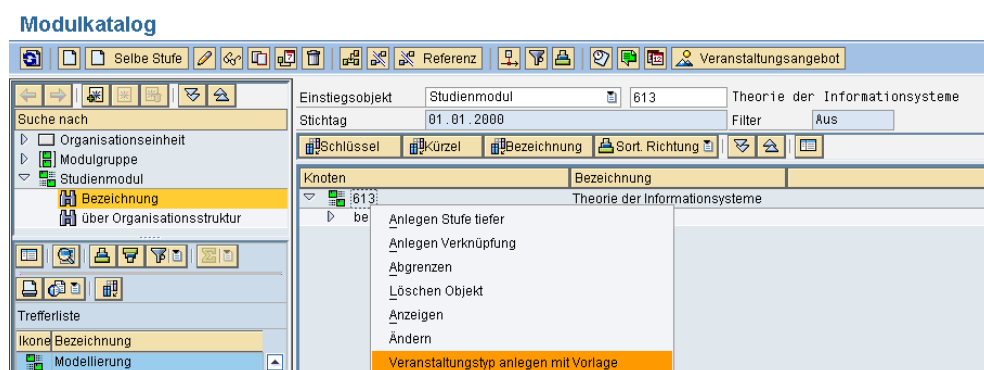 Modulkatalog
Selbe Stufe Referenz Veranstaltungsangebot
Einstiegsobjekt Studienmodul 613 Theorie der Informationsysteme
Suche nach
Stichtag 01.01.2000 Filter Aus
Organisationseinheit
Modulgruppe
Studienmodul
Bezeichnung
über Organisationsstruktur
Schlüssel Kürzel Bezeichnung Sort. Richtung
Knoten Bezeichnung
613 Theorie der Informationsysteme
be
Anlegen Stufe tiefer
Anlegen Verknüpfung
Abgrenzen
Löschen Objekt
Anzeigen
Ändern
Veranstaltungstyp anlegen mit Vorlage
Trefferliste
Ikone Bezeichnung
Modellierung